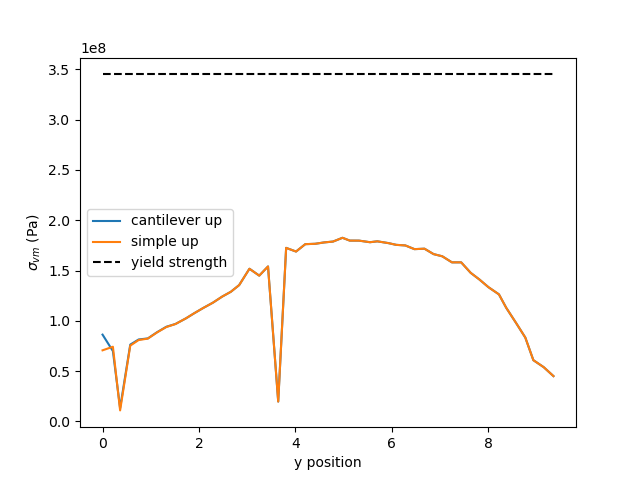 1e8
3.5
3.0
2.5
2.0
1.5
1.0
0.5
0.0
σvm (Pa)
cantilever up
simple up
yield strength
0 2 4 6 8
y position